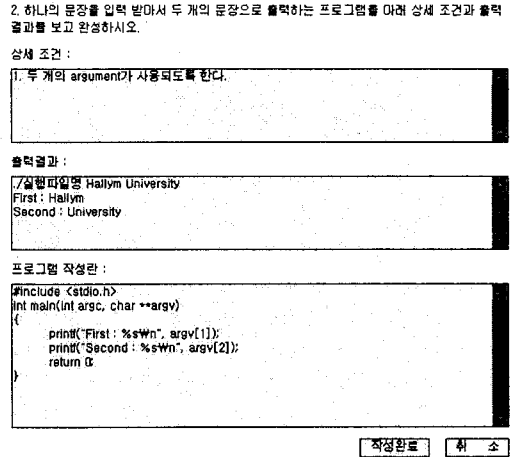 2. 하나의 문장을 입력 받아서 두 개의 문장으로 출력하는 프로그램을 아래 상세 조건과 출력
결과를 보고 완성하시오.
상세 조건 :
1. 두 개의 argument가 사용되도록 한다.
출력결과 :
./실행파일명 Hallym University
First : Hallym
Second : University
프로그램 작성란 :
#include <stdio.h>
int main(int argc, char **argv)
{
printf("First : %s₩n", argv[1]);
printf("Second : %s₩n", argv[2]);
return 0;
}
작성완료 취 소